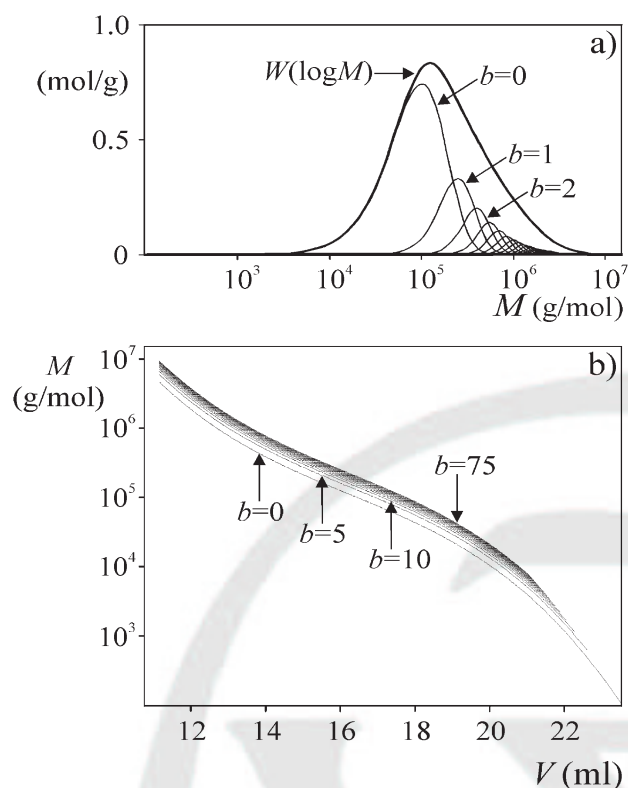 1.0
a)
(mol/g)
W(logM)
b=0
0.5
b=1
b=2
0
10³ 10⁴ 10⁵ 10⁶ 10⁷
M (g/mol)
b)
M
(g/mol)
10⁷
10⁶
10⁵
10⁴
10³
b=0
b=5
b=10
b=75
12 14 16 18 20 22
V (ml)